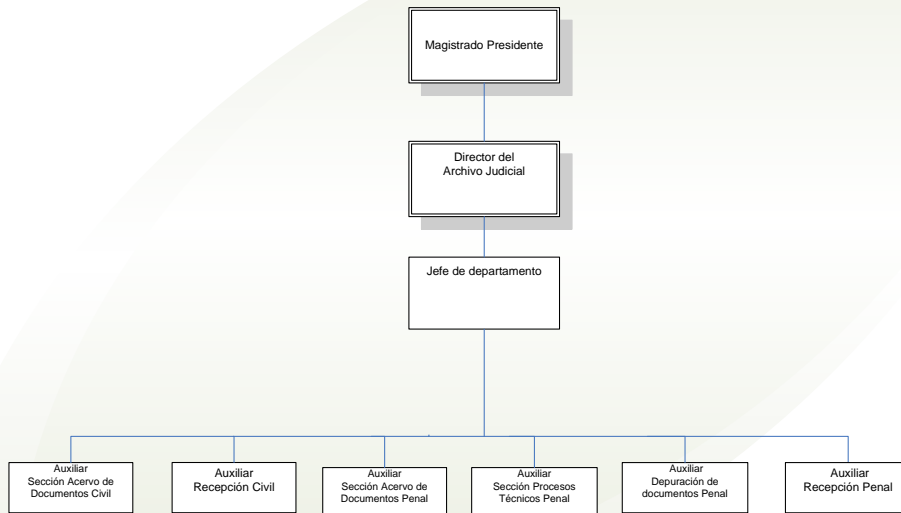 Magistrado Presidente
Director del
Archivo Judicial
Jefe de departamento
Auxiliar
Sección Acervo de
Documentos Civil
Auxiliar
Recepción Civil
Auxiliar
Sección Acervo de
Documentos Penal
Auxiliar
Sección Procesos
Técnicos Penal
Auxiliar
Depuración de
documentos Penal
Auxiliar
Recepción Penal